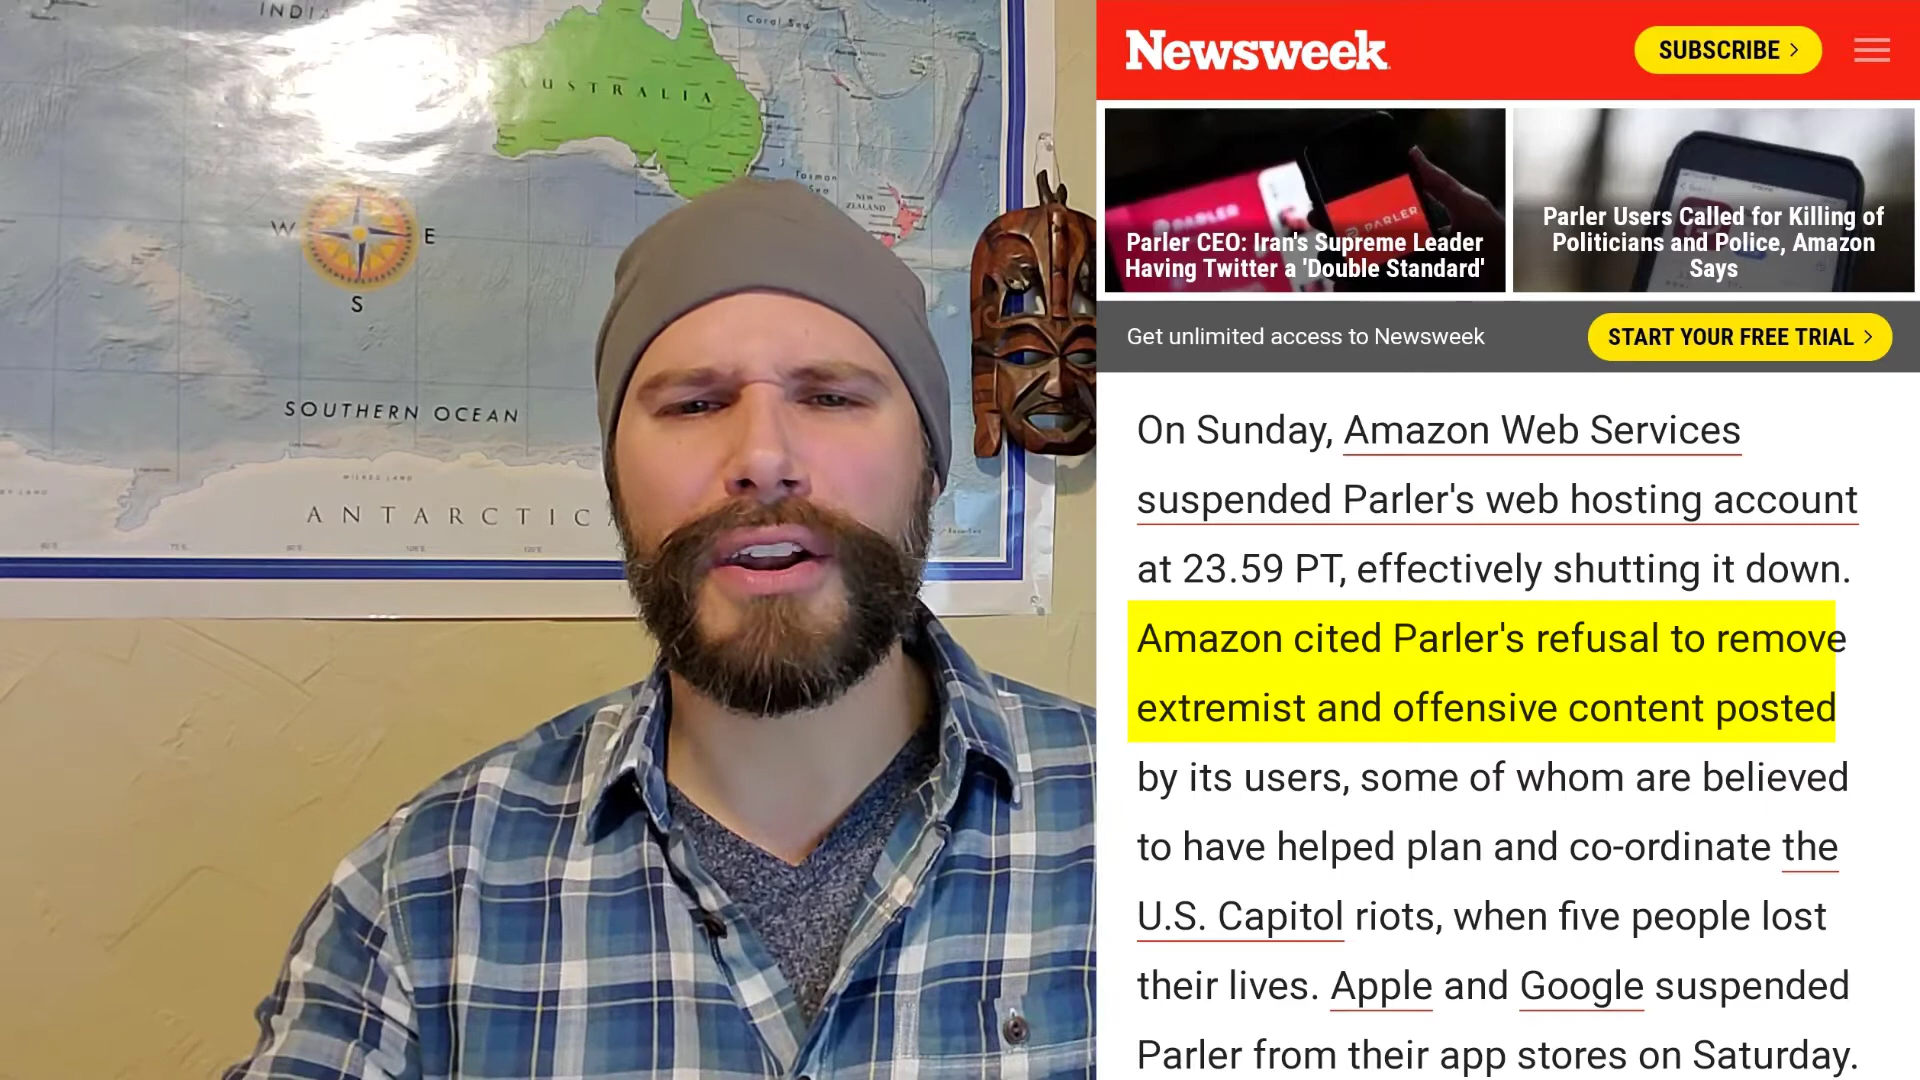 INDIA
Coral Sea
AUSTRALIA
Tasman
Sea
NEW
ZEALAND
W
E
S
SOUTHERN OCEAN
WILKES LAND
ANTARCTICA
Newsweek
SUBSCRIBE >
PARLER
PARLER
Parler CEO: Iran's Supreme Leader
Having Twitter a 'Double Standard'
Parler Users Called for Killing of
Politicians and Police, Amazon
Says
Get unlimited access to Newsweek
START YOUR FREE TRIAL >
On Sunday, Amazon Web Services
suspended Parler's web hosting account
at 23.59 PT, effectively shutting it down.
Amazon cited Parler's refusal to remove
extremist and offensive content posted
by its users, some of whom are believed
to have helped plan and co-ordinate the
U.S. Capitol riots, when five people lost
their lives. Apple and Google suspended
Parler from their app stores on Saturday.